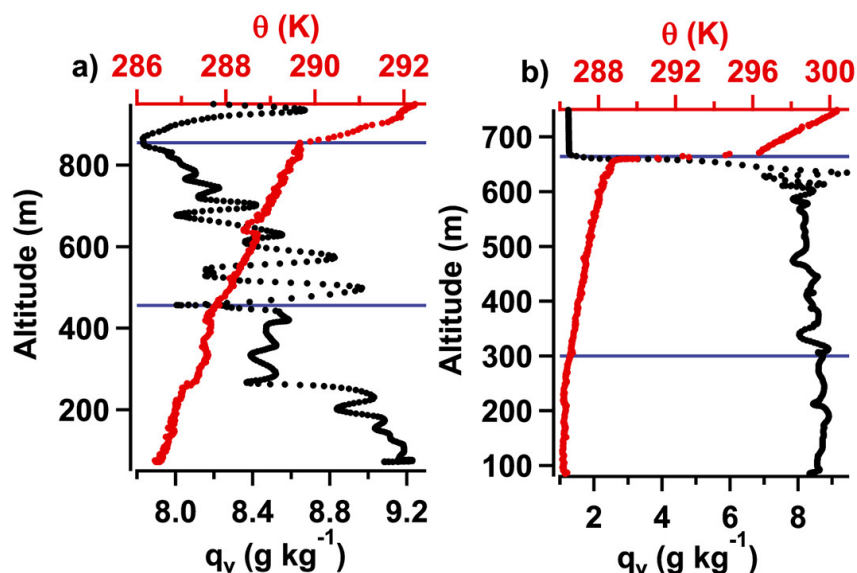 θ (K)
a) 286 288 290 292
Altitude (m)
800
600
400
200
8.0 8.4 8.8 9.2
qv (g kg-1)
θ (K)
b) 288 292 296 300
Altitude (m)
700
600
500
400
300
200
100
2 4 6 8
qv (g kg-1)